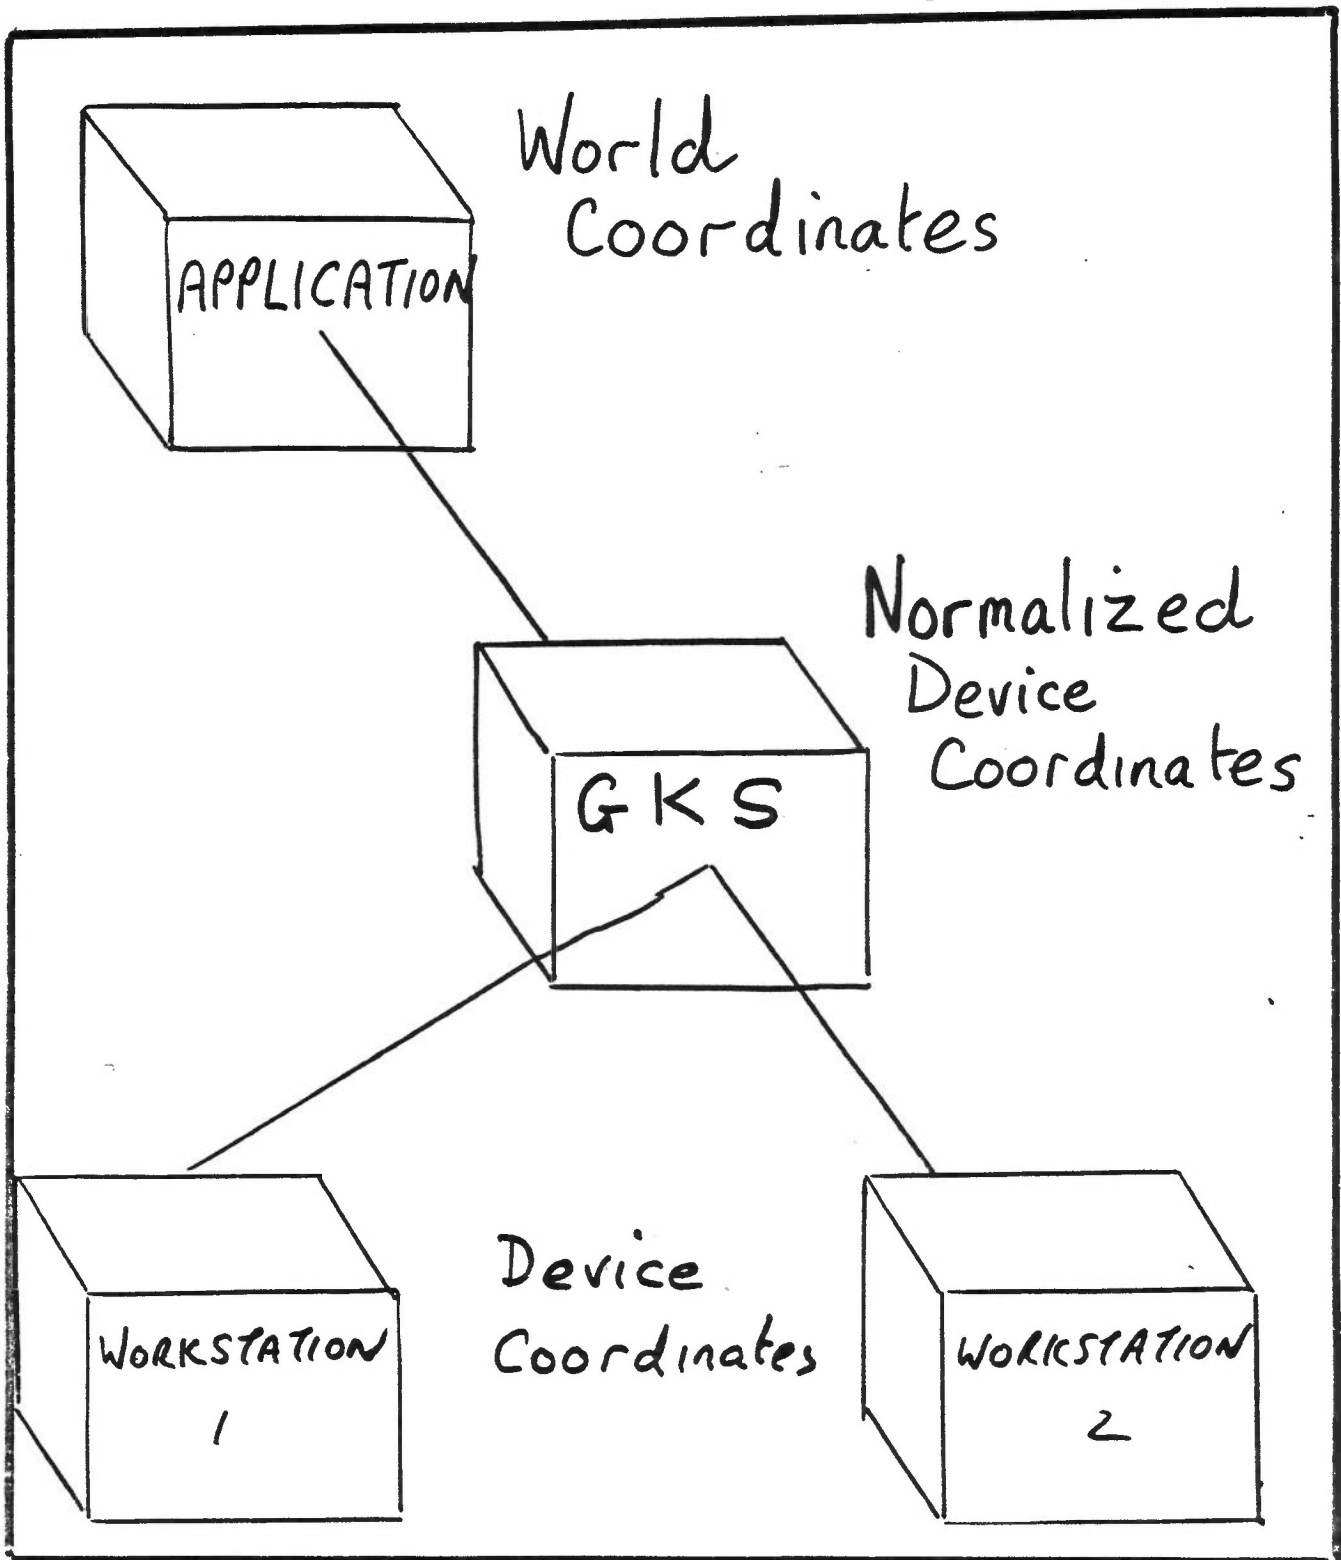 World
Coordinates
APPLICATION
Normalized
Device
Coordinates
GKS
Device
Coordinates
WORKSTATION
1
WORKSTATION
2